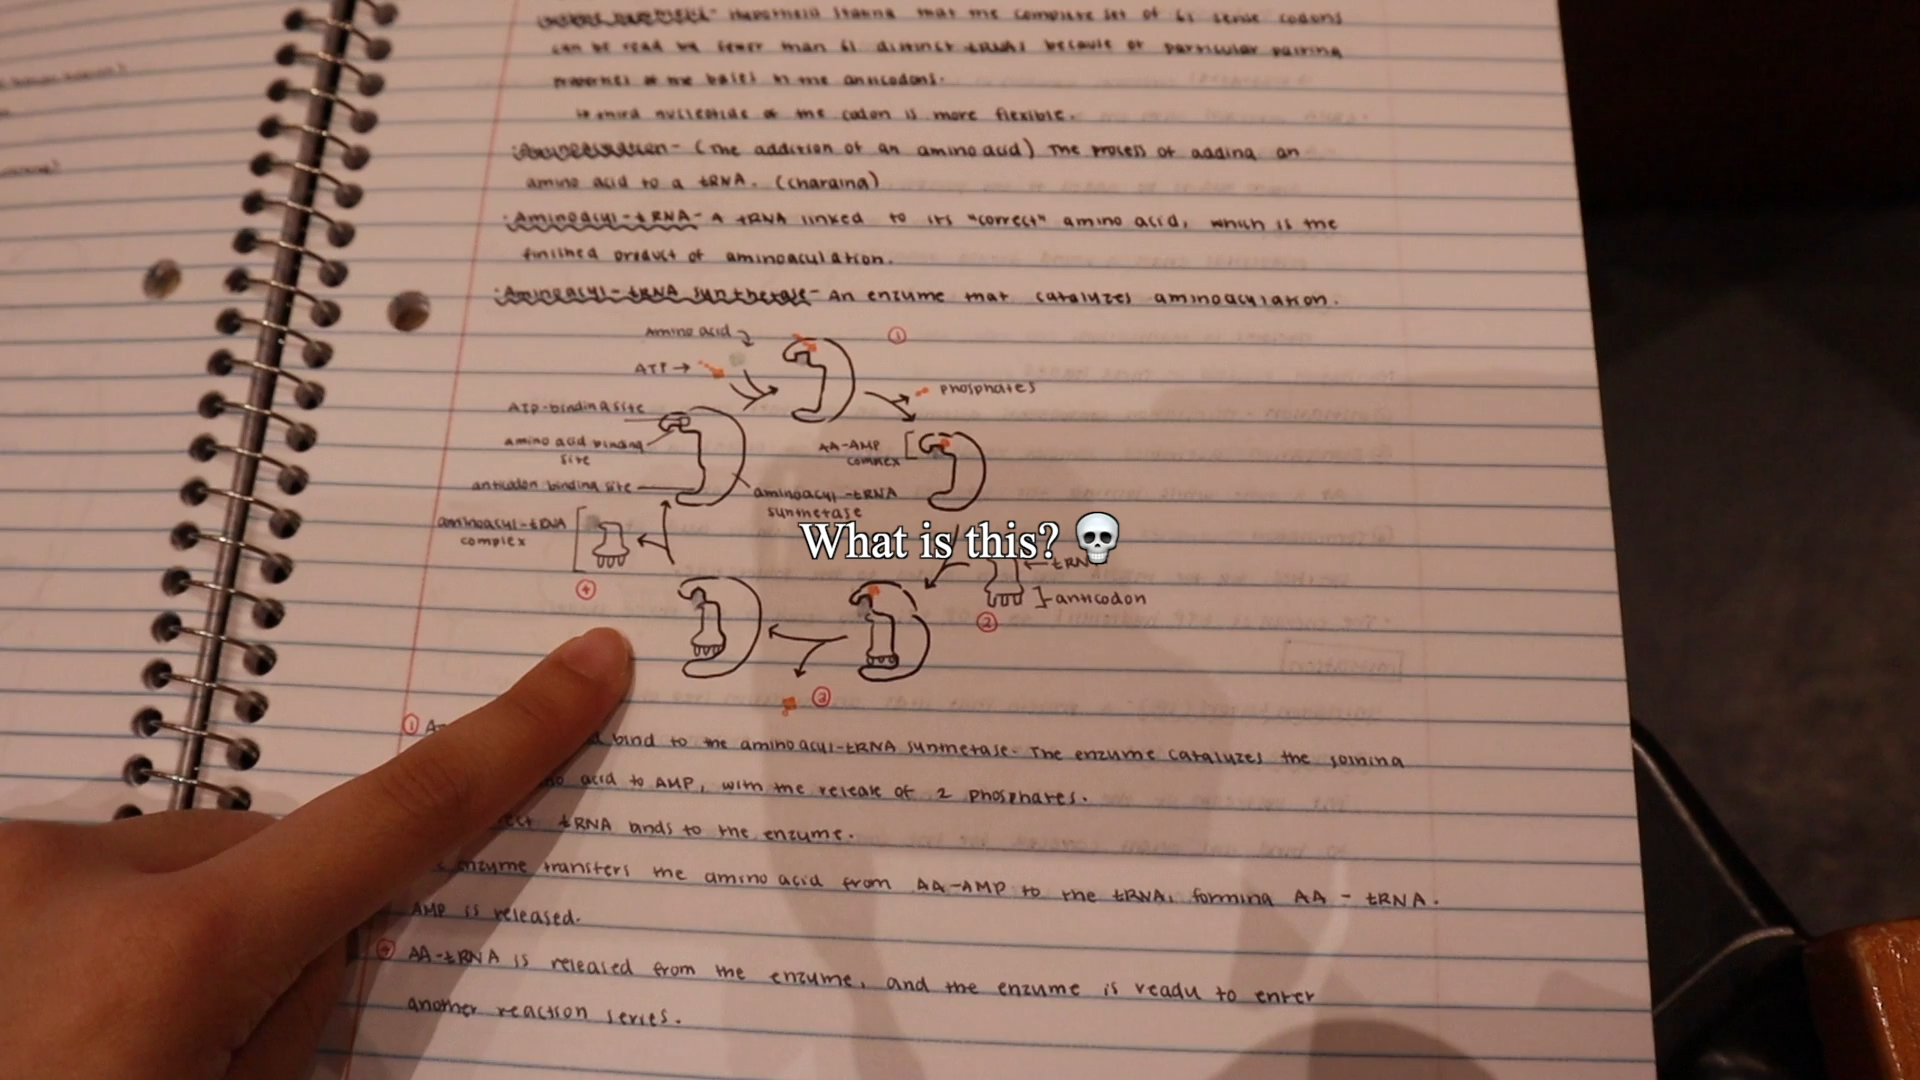 hypothesis stating that the complete set of 61 sense codons
can be read by fewer than 61 distinct tRNAs because of particular pairing
properties of the bases in the anticodons.
↳ third nucleotide of the codon is more flexible.
·Aminoacylation- (The addition of an amino acid) The process of adding an
amino acid to a tRNA. (charging)
·Aminoacyl-tRNA- A tRNA linked to its "correct" amino acid, which is the
finished product of aminoacylation.
·Aminoacyl-tRNA synthetase- An enzyme that catalyzes aminoacylation.
Amino acid
①
ATP →
phosphates
ATP-binding site
amino acid binding
site
AA-AMP
complex
anticodon binding site
aminoacyl-tRNA
synthetase
aminoacyl-tRNA
complex
What is this? 💀
④
anticodon
②
③
①
bind to the aminoacyl-tRNA synthetase. The enzyme catalyzes the joining
acid to AMP, with the release of 2 phosphates.
tRNA binds to the enzyme.
enzyme transfers the amino acid from AA-AMP to the tRNA, forming AA - tRNA.
AMP is released.
④ AA-tRNA is released from the enzyme, and the enzyme is ready to enter
another reaction series.